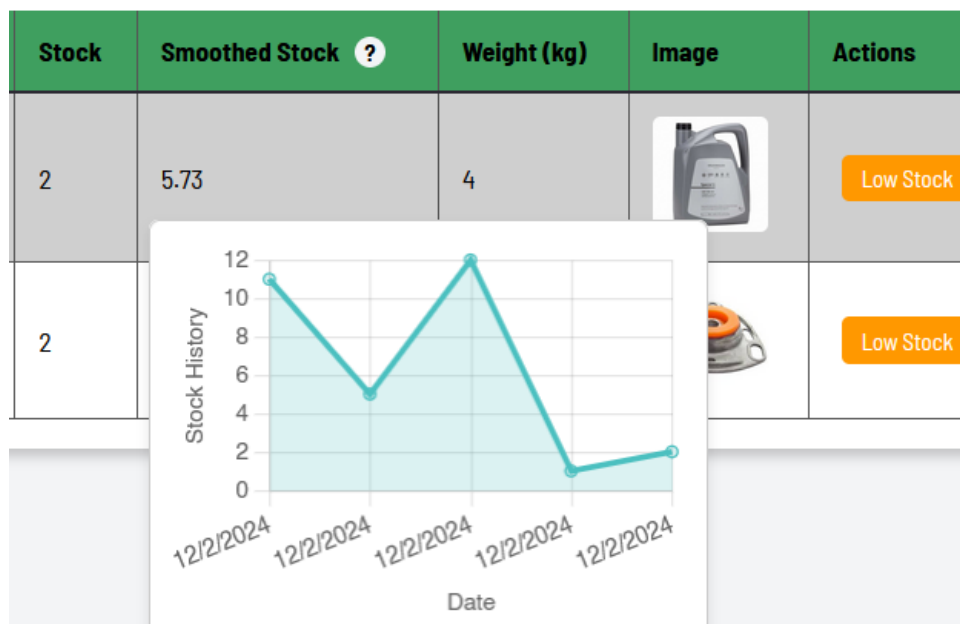 Stock Smoothed Stock ? Weight (kg) Image Actions
2 5.73 4 Low Stock
2 Low Stock
Stock History
12
10
8
6
4
2
0
12/2/2024 12/2/2024 12/2/2024 12/2/2024 12/2/2024
Date